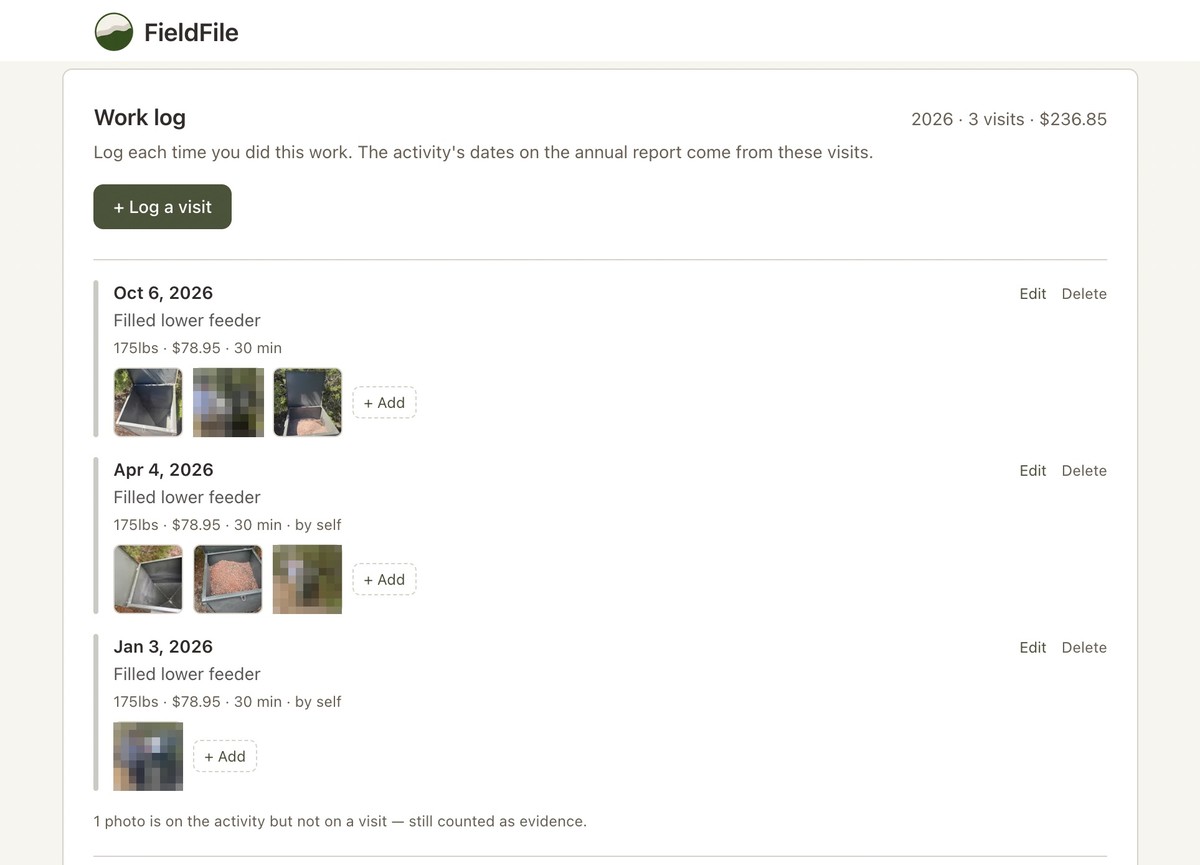 FieldFile
Work log
2026 · 3 visits · $236.85
Log each time you did this work. The activity's dates on the annual report come from these visits.
+ Log a visit
Oct 6, 2026
Edit Delete
Filled lower feeder
175lbs · $78.95 · 30 min
+ Add
Apr 4, 2026
Edit Delete
Filled lower feeder
175lbs · $78.95 · 30 min · by self
+ Add
Jan 3, 2026
Edit Delete
Filled lower feeder
175lbs · $78.95 · 30 min · by self
+ Add
1 photo is on the activity but not on a visit — still counted as evidence.